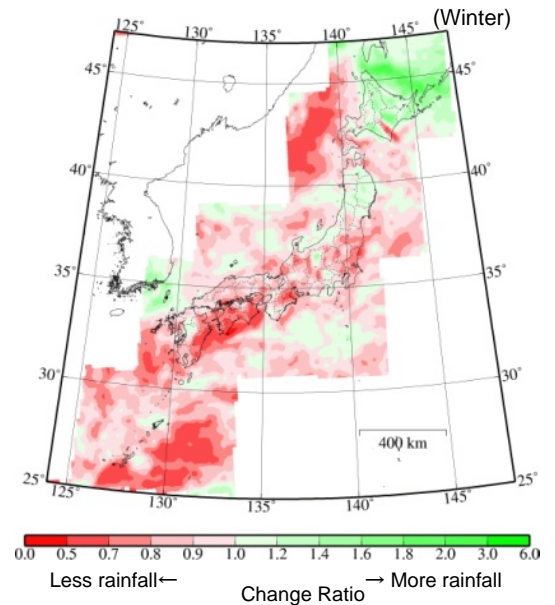 (Winter)
125° 130° 135° 140° 145°
45° 45°
40° 40°
35° 35°
30° 30°
400 km
25° 25°
125° 130° 135° 140° 145°
0.0 0.5 0.7 0.8 0.9 1.0 1.2 1.4 1.6 1.8 2.0 3.0 6.0
Less rainfall← → More rainfall
Change Ratio